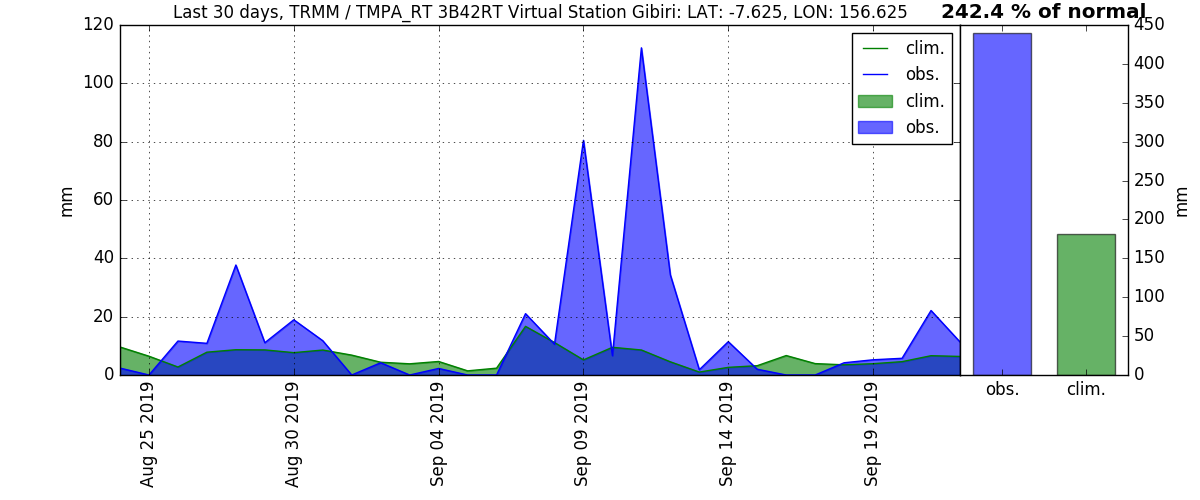 Last 30 days, TRMM / TMPA_RT 3B42RT Virtual Station Gibiri: LAT: -7.625, LON: 156.625
242.4 % of normal
120
100
80
60
40
20
0
mm
clim.
obs.
clim.
obs.
450
400
350
300
250
200
150
100
50
0
mm
Aug 25 2019
Aug 30 2019
Sep 04 2019
Sep 09 2019
Sep 14 2019
Sep 19 2019
obs.
clim.